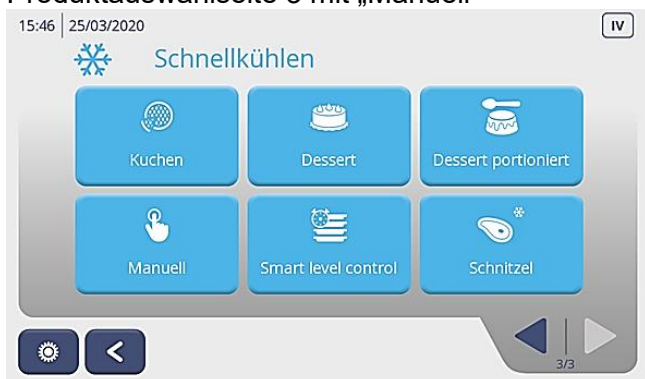 Produktauswahlseite 3 mit „Manuell“
15:46 25/03/2020 IV
Schnellkühlen
Kuchen Dessert Dessert portioniert
Manuell Smart level control Schnitzel
3/3